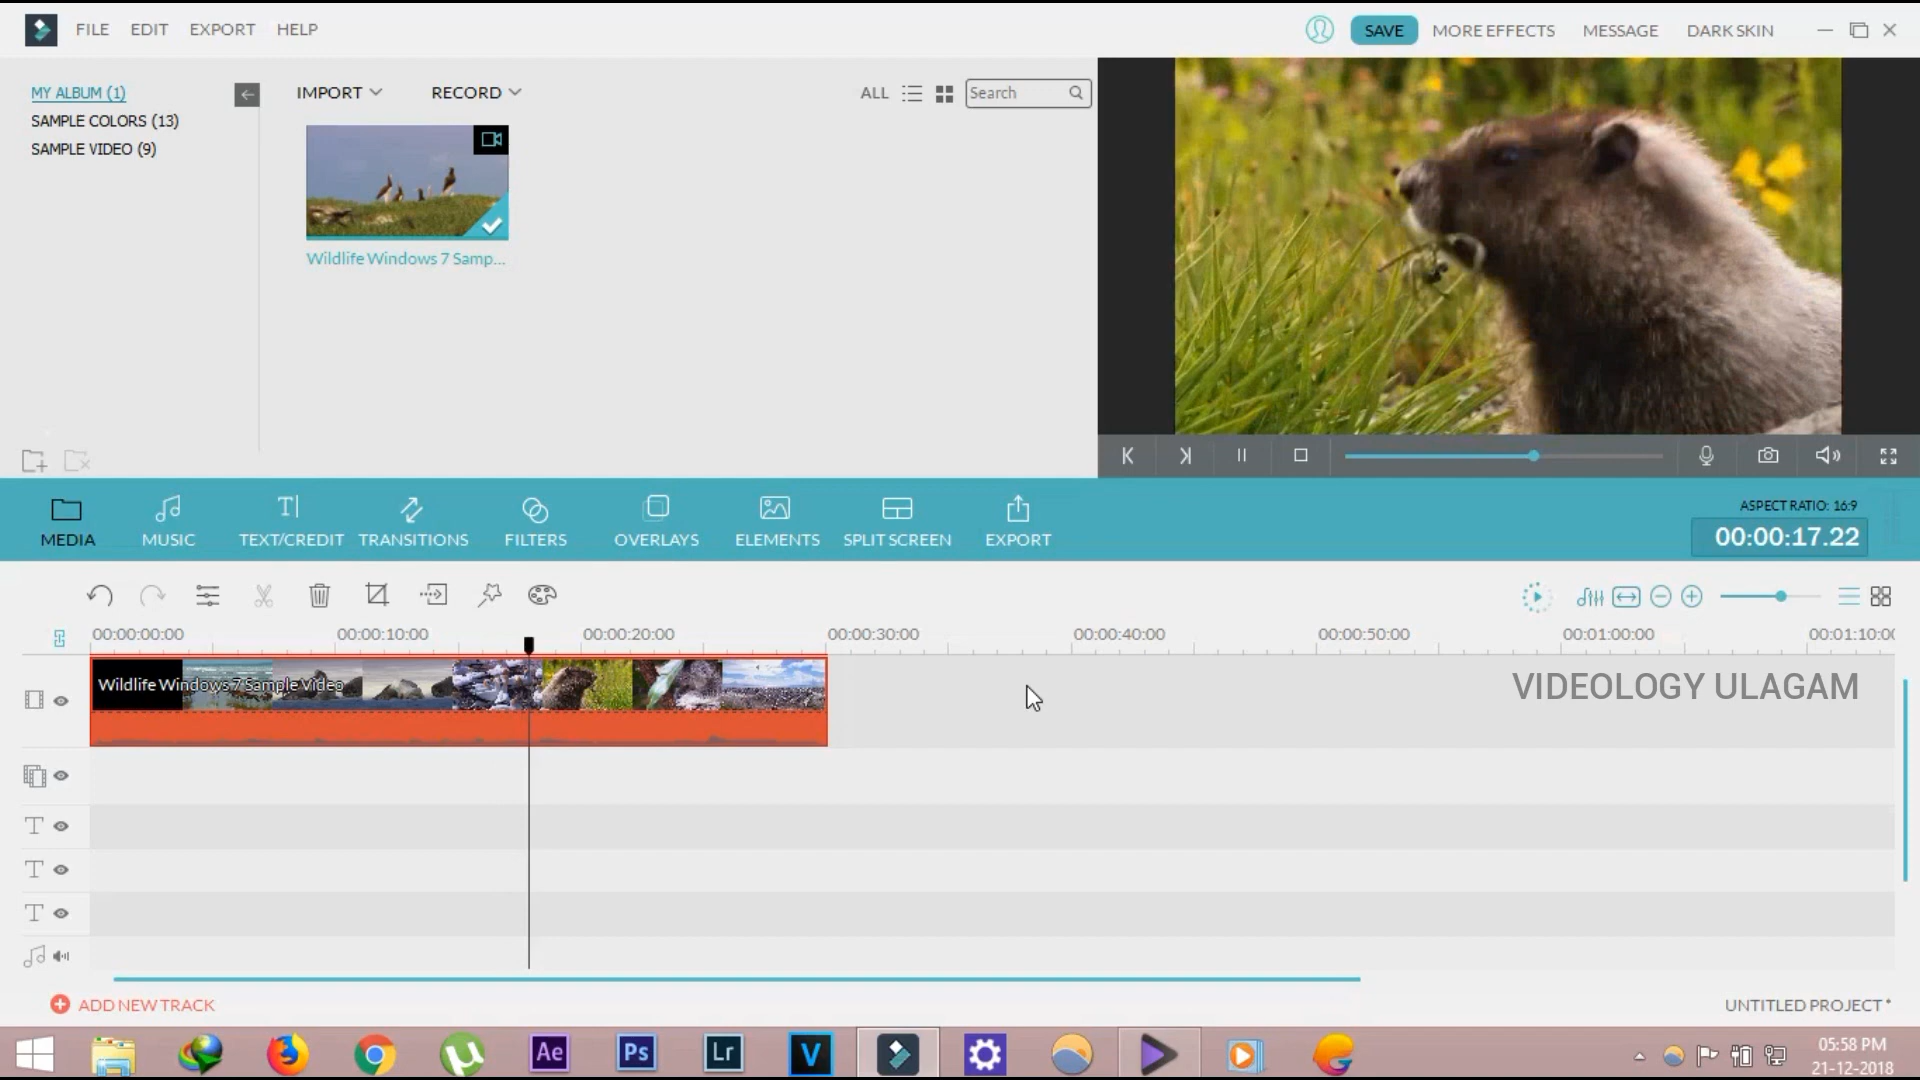 FILE EDIT EXPORT HELP
SAVE MORE EFFECTS MESSAGE DARK SKIN
MY ALBUM (1)
SAMPLE COLORS (13)
SAMPLE VIDEO (9)
IMPORT RECORD ALL Search
Wildlife Windows 7 Samp...
MEDIA MUSIC TEXT/CREDIT TRANSITIONS FILTERS OVERLAYS ELEMENTS SPLIT SCREEN EXPORT
ASPECT RATIO: 16:9
00:00:17.22
00:00:00:00 00:00:10:00 00:00:20:00 00:00:30:00 00:00:40:00 00:00:50:00 00:01:00:00 00:01:10:00
Wildlife Windows 7 Sample Video
VIDEOLOGY ULAGAM
ADD NEW TRACK
UNTITLED PROJECT *
Ae Ps Lr V
05:58 PM
21-12-2018